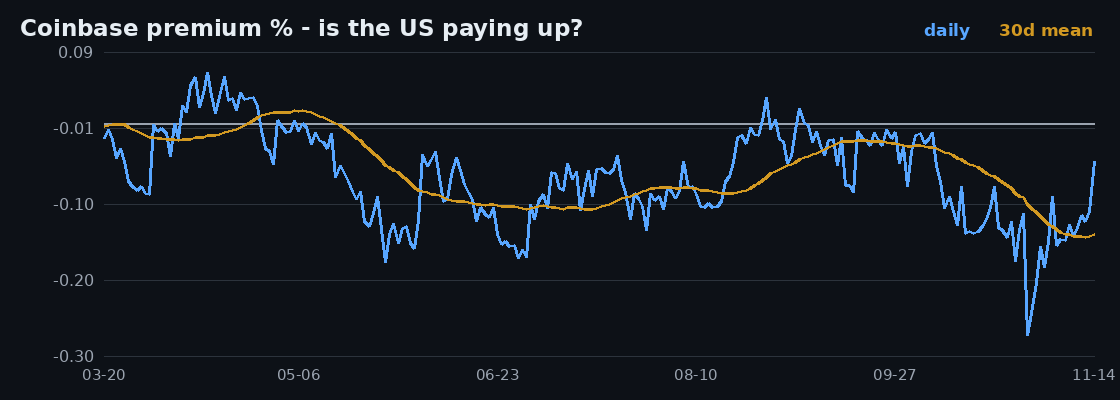 Coinbase premium % - is the US paying up?
daily 30d mean
0.09
-0.01
-0.10
-0.20
-0.30
03-20 05-06 06-23 08-10 09-27 11-14